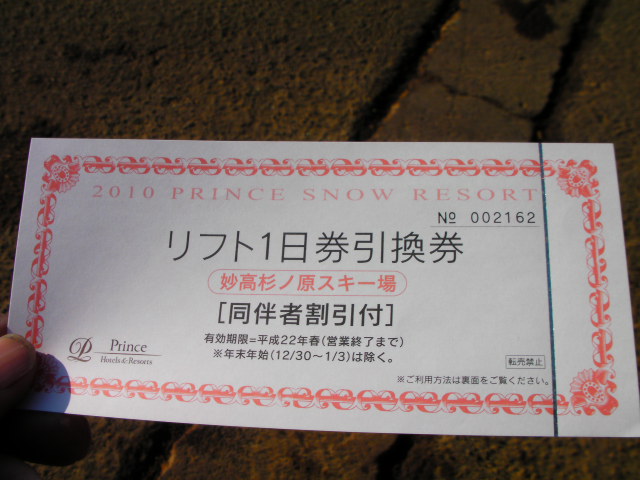 2010 PRINCE SNOW RESORT
№ 002162
リフト1日券引換券
妙高杉ノ原スキー場
[同伴者割引付]
有効期限=平成22年春(営業終了まで)
※年末年始(12/30～1/3)は除く。
Prince
Hotels & Resorts
転売禁止
※ご利用方法は裏面をご覧ください。